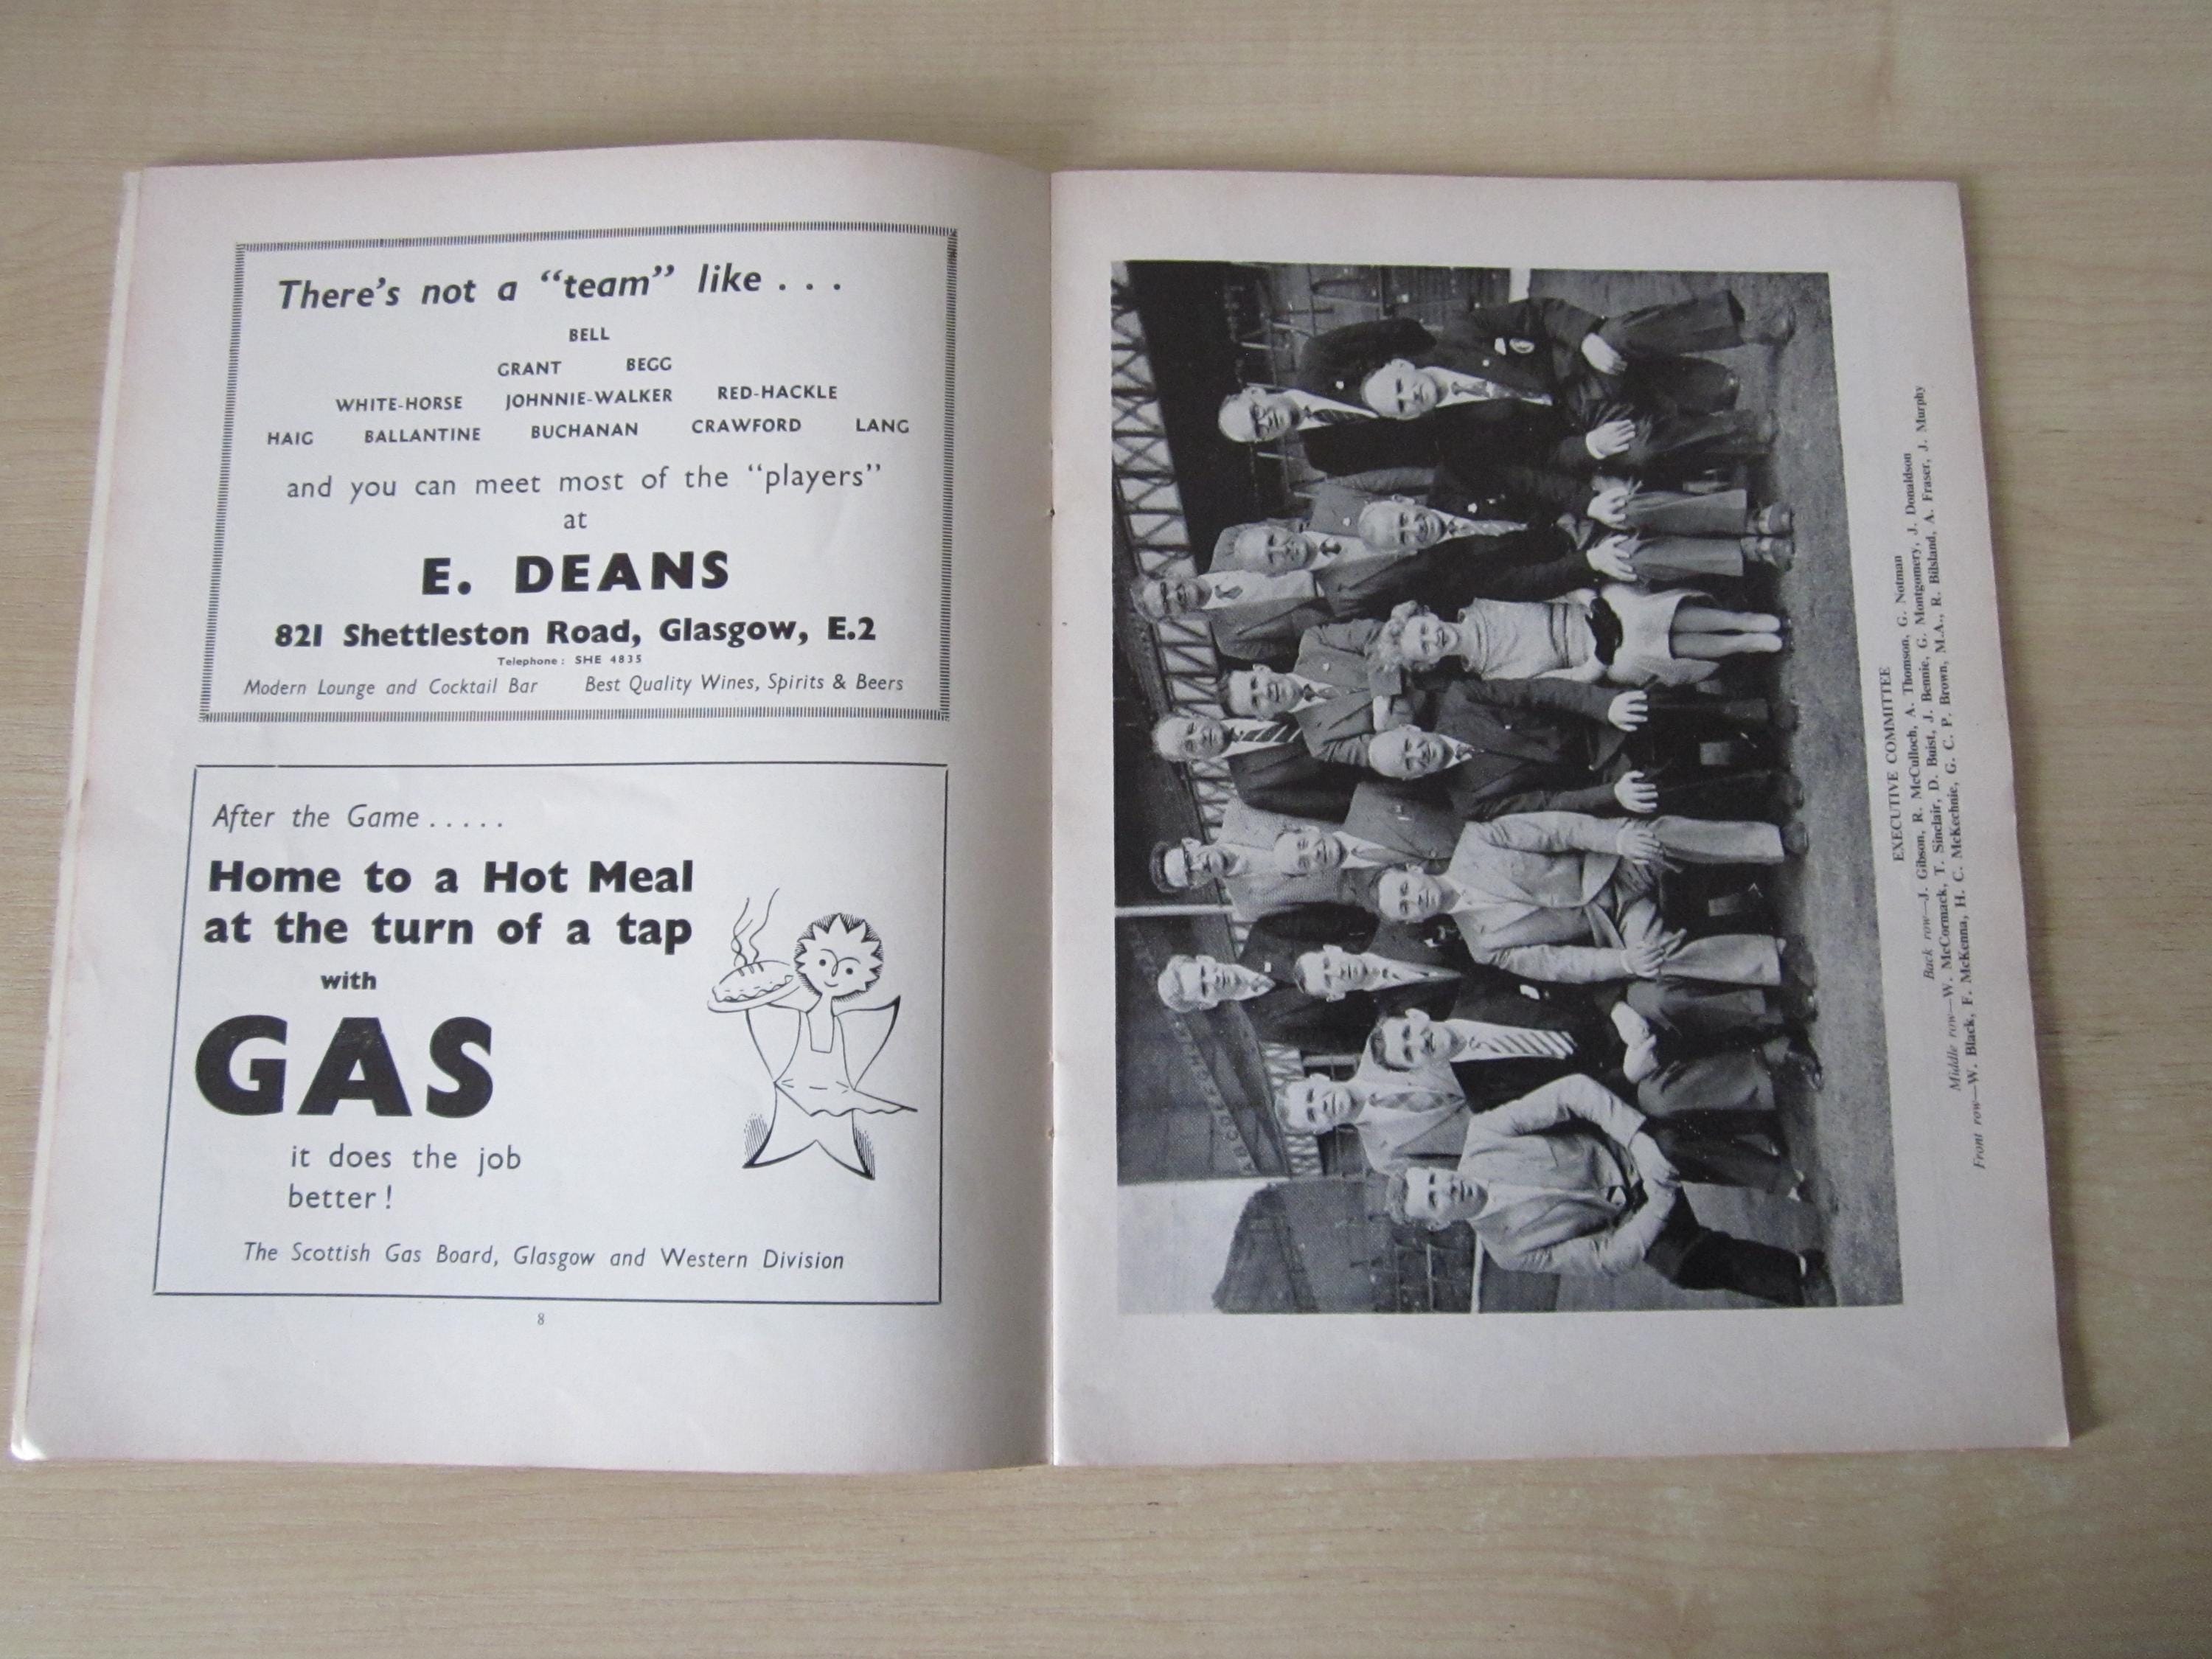 There's not a “team” like . . .
BELL
GRANT BEGG
WHITE-HORSE JOHNNIE-WALKER RED-HACKLE
HAIG BALLANTINE BUCHANAN CRAWFORD LANG
and you can meet most of the “players”
at
E. DEANS
821 Shettleston Road, Glasgow, E.2
Telephone: SHE 4835
Modern Lounge and Cocktail Bar Best Quality Wines, Spirits & Beers
After the Game . . . . .
Home to a Hot Meal
at the turn of a tap
with
GAS
it does the job
better!
The Scottish Gas Board, Glasgow and Western Division
8
EXECUTIVE COMMITTEE
Back row—J. Gibson, R. McCulloch, A. Thomson, G. Notman
Middle row—W. McCormack, T. Sinclair, D. Buist, J. Bennie, G. Montgomery, J. Donaldson
Front row—W. Black, F. McKenna, H. C. McKechnie, G. C. P. Brown, M.A., R. Bilsland, A. Fraser, J. Murphy